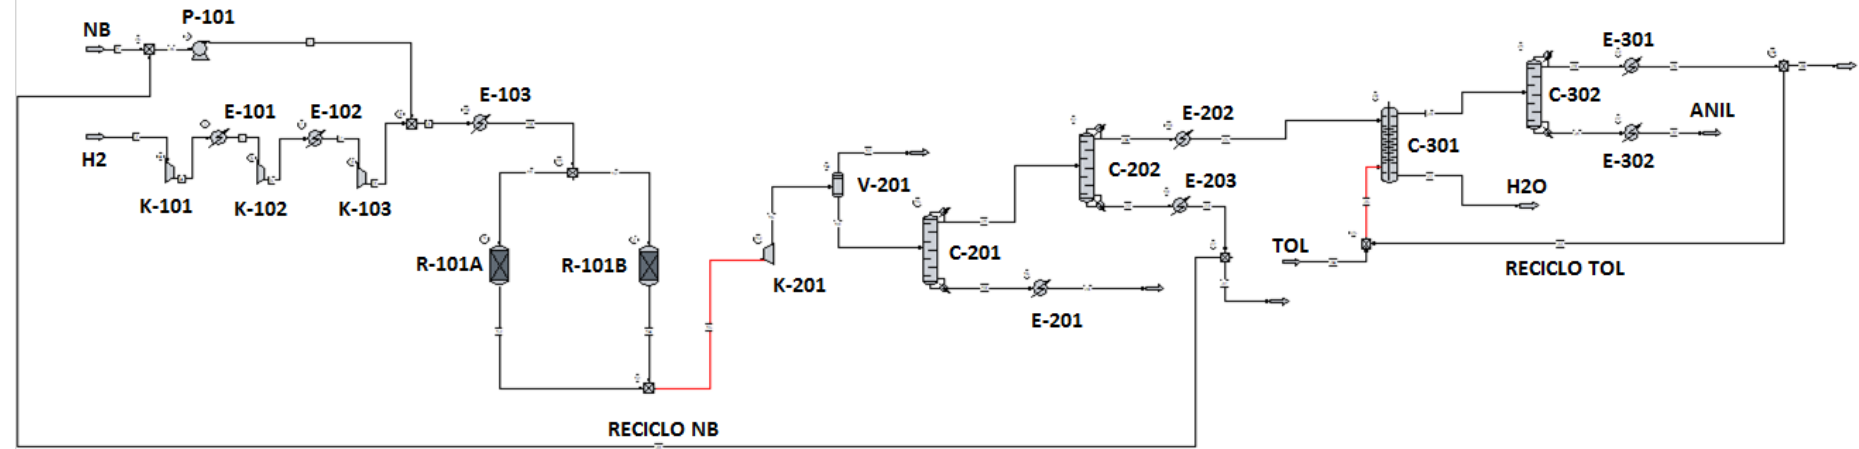 NB
P-101
E-101
E-102
E-103
H2
K-101
K-102
K-103
R-101A
R-101B
K-201
V-201
C-201
E-201
C-202
E-202
E-203
TOL
C-301
H2O
C-302
E-301
E-302
ANIL
RECICLO TOL
RECICLO NB